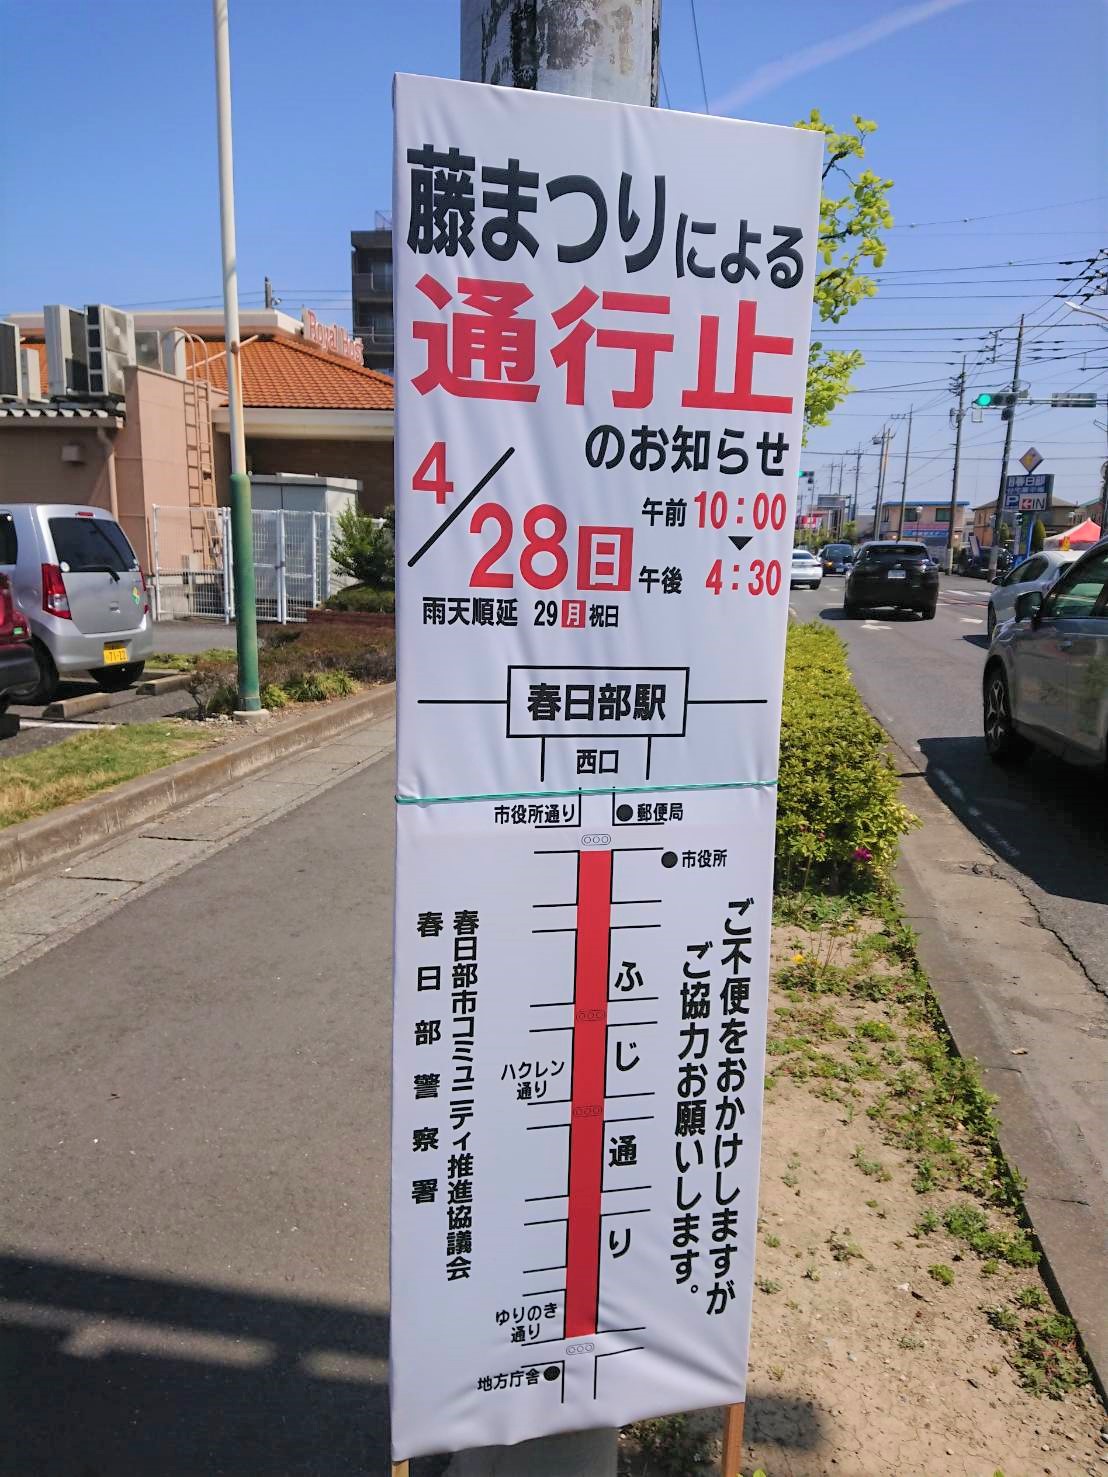 藤まつりによる
通行止
のお知らせ
4/28日
午前10:00
午後 4:30
雨天順延 29月祝日
春日部駅
西口
市役所通り
郵便局
市役所
ふじ通り
ハクレン
通り
ゆりのき
通り
地方庁舎
ご不便をおかけしますが
ご協力お願いします。
春日部市コミュニティ推進協議会
春日部警察署